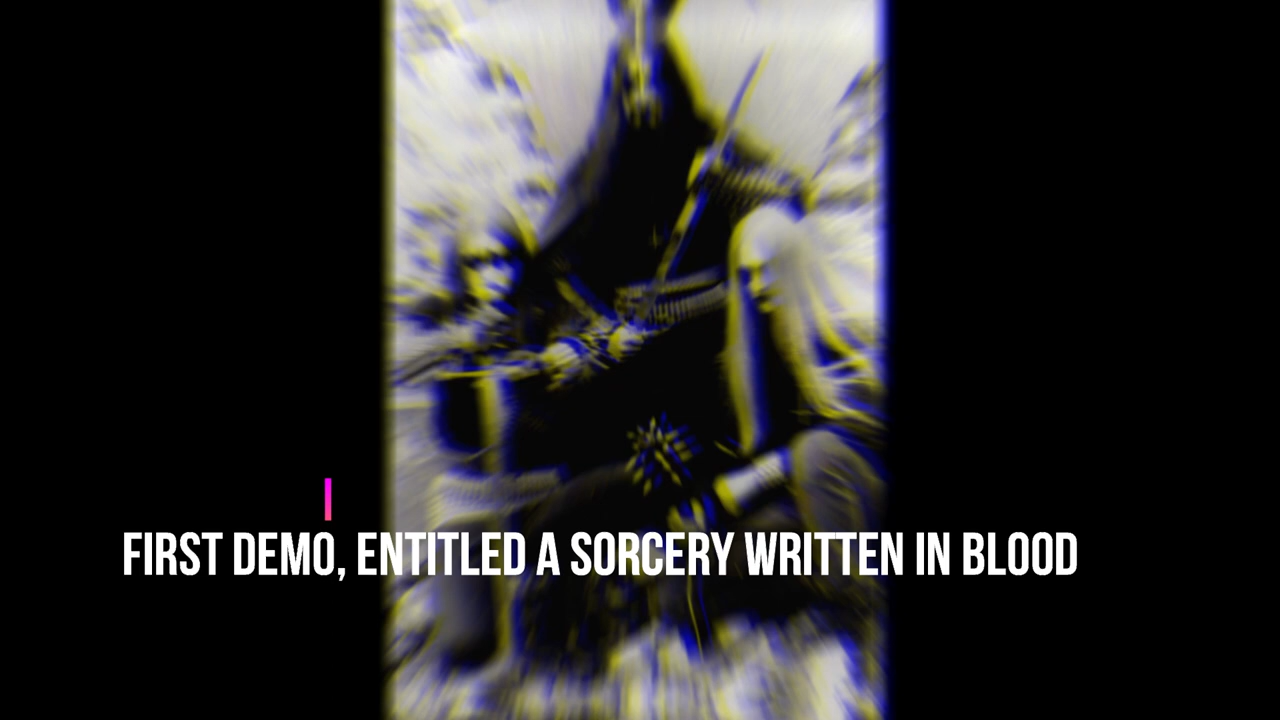 FIRST DEMO, ENTITLED A SORCERY WRITTEN IN BLOOD